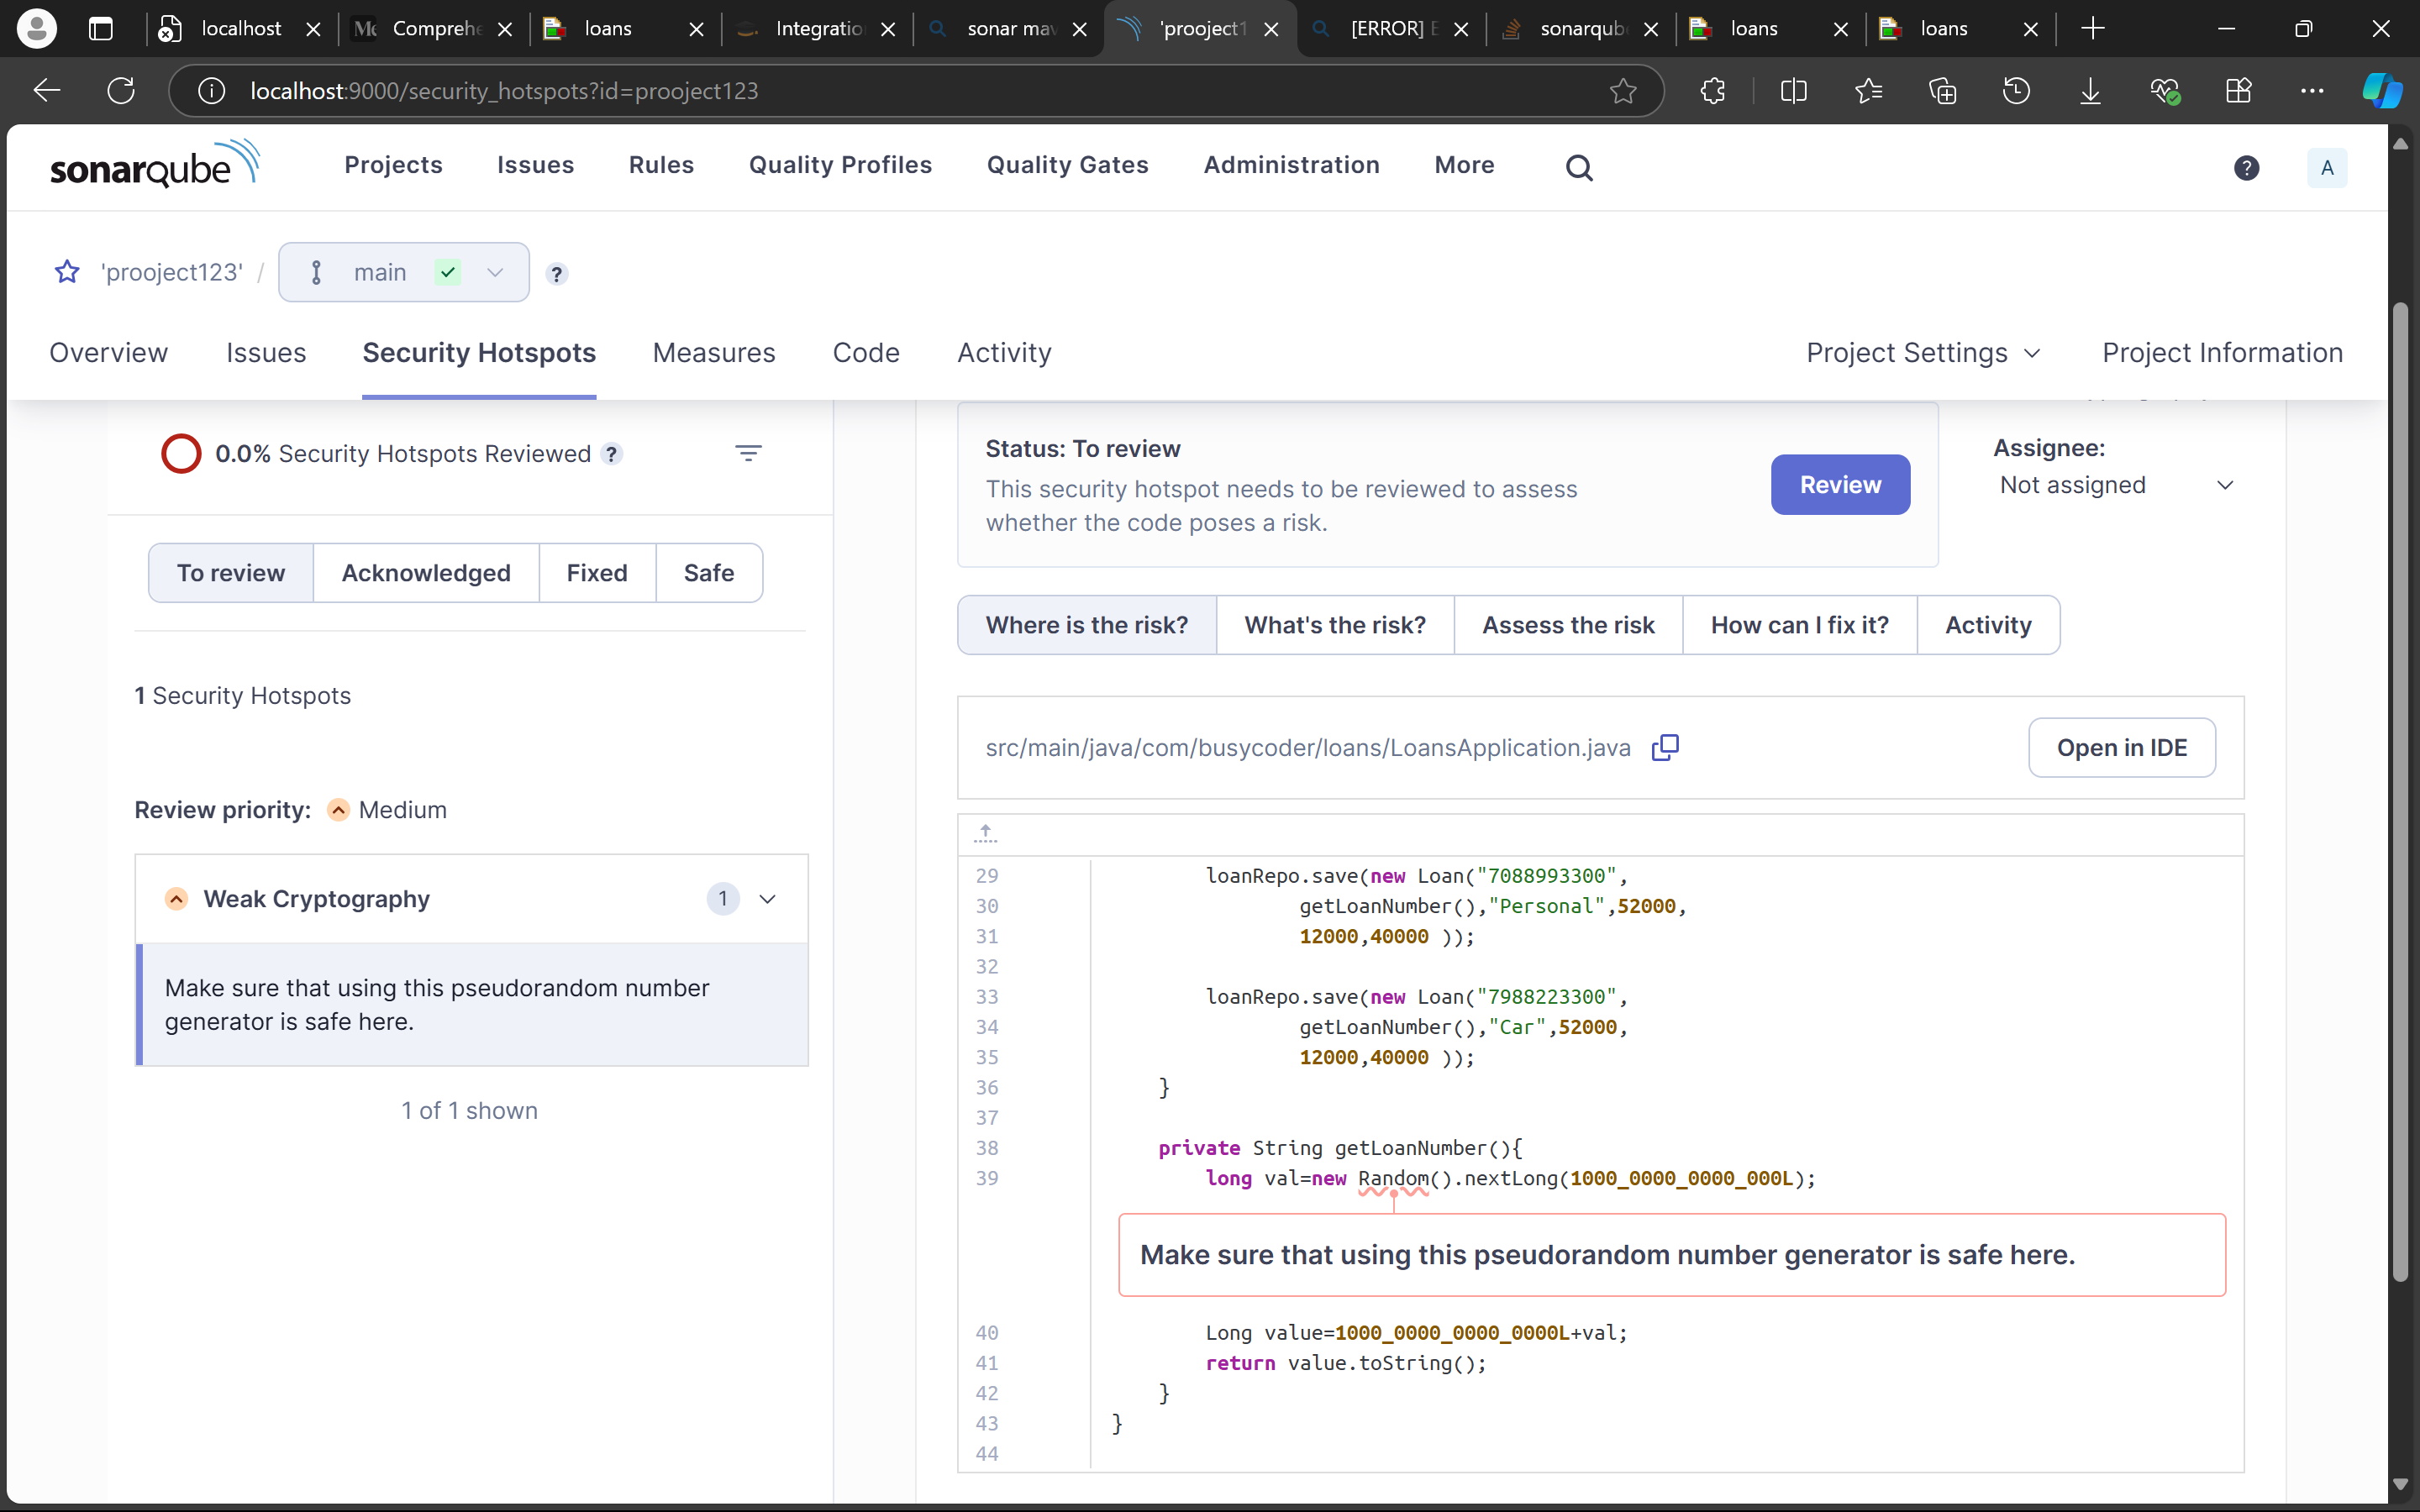 localhost
Comprehe
loans
Integratio
sonar mav
'prooject1
[ERROR] E
sonarqube
loans
loans
localhost:9000/security_hotspots?id=prooject123
sonarqube
Projects
Issues
Rules
Quality Profiles
Quality Gates
Administration
More
A
'prooject123' / main
Overview
Issues
Security Hotspots
Measures
Code
Activity
Project Settings
Project Information
0.0% Security Hotspots Reviewed
To review
Acknowledged
Fixed
Safe
1 Security Hotspots
Review priority: Medium
Weak Cryptography 1
Make sure that using this pseudorandom number
generator is safe here.
1 of 1 shown
Status: To review
This security hotspot needs to be reviewed to assess
whether the code poses a risk.
Review
Assignee:
Not assigned
Where is the risk?
What's the risk?
Assess the risk
How can I fix it?
Activity
src/main/java/com/busycoder/loans/LoansApplication.java
Open in IDE
29 loanRepo.save(new Loan("7088993300",
30 getLoanNumber(),"Personal",52000,
31 12000,40000 ));
32
33 loanRepo.save(new Loan("7988223300",
34 getLoanNumber(),"Car",52000,
35 12000,40000 ));
36 }
37
38 private String getLoanNumber(){
39 long val=new Random().nextLong(1000_0000_0000_000L);
Make sure that using this pseudorandom number generator is safe here.
40 Long value=1000_0000_0000_0000L+val;
41 return value.toString();
42 }
43 }
44